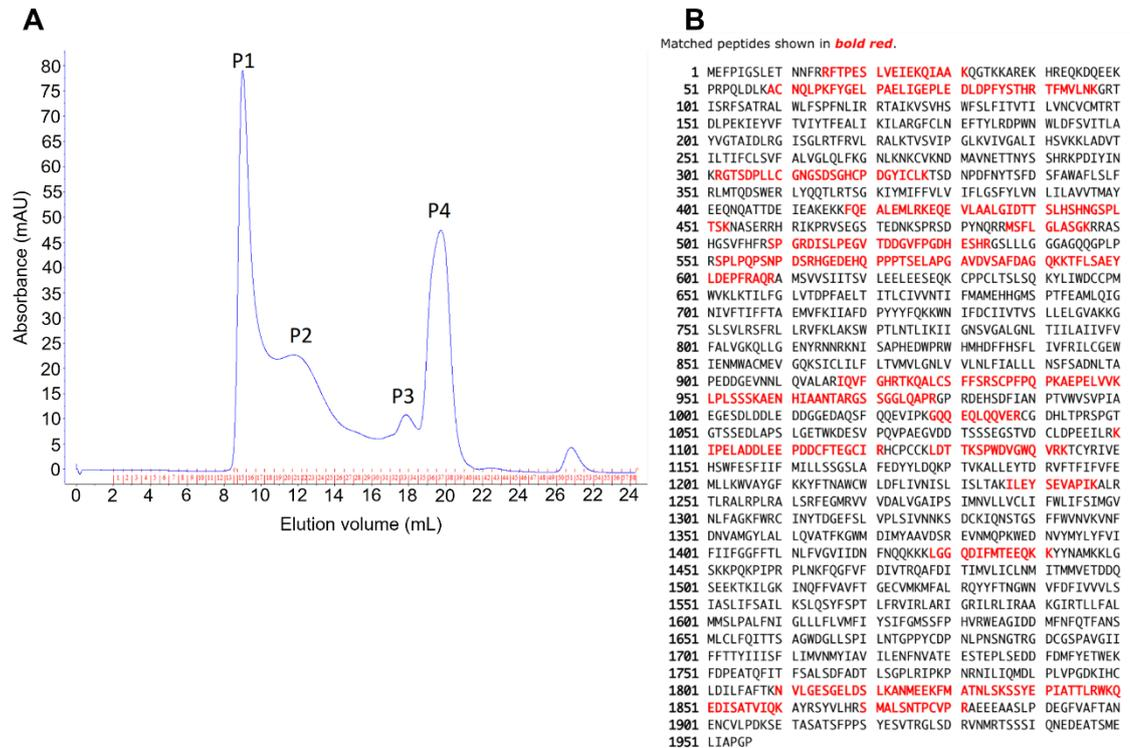 A
P1
P2
P3
P4
80
75
70
65
60
55
50
45
40
35
30
25
20
15
10
5
0
Absorbance (mAU)
0 2 4 6 8 10 12 14 16 18 20 22 24
Elution volume (mL)
B
Matched peptides shown in bold red.
1 MEFPIGSLET NNFRRFTPES LVEIEKQIAA KQGTKKAREK HREQKDQEEK
51 PRPQLDLKAC NQLPKFYGEL PAELIGEPLE DLDPFYSTHR TFMVLNKGRT
101 ISRFSATRAL WLFSPFNLIR RTAIKVSVHS WFSLFITVTI LVNCVCMTRT
151 DLPEKIEYVF TVIYTFEALI KILARGFCLN EFTYLRDPWN WLDFSVITLA
201 YVGTAIDLRG ISGLRTFRVL RALKTVSVIP GLKVIVGALI HSVKKLADVT
251 ILTIFCLSVF ALVGLQLFKG NLKNKCVKND MAVNETTNYS SHRKPDIYIN
301 KRGTSDPLLC GNGSDSGHCP DGYICLKTSD NPDFNYTSFD SFAWAFLSLF
351 RLMTQDSWER LYQQTLRTSG KIYMIFFVLV IFLGSFYLVN LILAVVTMAY
401 EEQNQATTDE IEAKEKKFQE ALEMLRKEQE VLAALGIDTT SLHSHNGSPL
451 TSKNASERRH RIKPRVSEGS TEDNKSPRSD PYNQRRMSFL GLASGKRRAS
501 HGSVFHFRSP GRDISLPEGV TDDGVFPGDH ESHRGSLLLG GGAGQQGPLP
551 RSPLPQPSNP DSRHGEDEHQ PPPTSELAPG AVDVSAFDAG QKKTFLSAEY
601 LDEPFRAQRA MSVVSIITSV LEELEESEQK CPPCLTSLSQ KYLIWDCCPM
651 WVKLKTILFG LVTDPFAELT ITLCIVVNTI FMAMEHHGMS PTFEAMLQIG
701 NIVFTIFFTA EMVFKIIAFD PYYYFQKKWN IFDCIIVTVS LLELGVAKKG
751 SLSVLRSFRL LRVFKLAKSW PTLNTLIKII GNSVGALGNL TIILAIIVFV
801 FALVGKQLLG ENYRNNRKNI SAPHEDWPRW HMHDFFHSFL IVFRILCGEW
851 IENMWACMEV GQKSICLILF LTVMVLGNLV VLNLFIALLL NSFSADNLTA
901 PEDDGEVNNL QVALARIQVF GHRTKQALCS FFSRSCPFPQ PKAEPELVVK
951 LPLSSSKAEN HIAANTARGS SGGLQAPRGP RDEHSDFIAN PTVWVSVPIA
1001 EGESDLDDLE DDGGEDAQSF QQEVIPKGQQ EQLQQVERCG DHLTPRSPGT
1051 GTSSEDLAPS LGETWKDESV PQVPAEGVDD TSSSEGSTVD CLDPEEILRK
1101 IPELADDLEE PDDCFTEGCI RHCPCCKLDT TKSPWDVGWQ VRKTCYRIVE
1151 HSWFESFIIF MILLSSGSLA FEDYYLDQKP TVKALLEYTD RVFTFIFVFE
1201 MLLKWVAYGF KKYFTNAWCW LDFLIVNISL ISLTAKILEY SEVAPIKALR
1251 TLRALRPLRA LSRFEGMRVV VDALVGAIPS IMNVLLVCLI FWLIFSIMGV
1301 NLFAGKFWRC INYTDGEFSL VPLSIVNNKS DCKIQNSTGS FFWVNVKVNF
1351 DNVAMGYLAL LQVATFKGWM DIMYAAVDSR EVNMQPKWED NVYMYLYFVI
1401 FIIFGGFFTL NLFVGVIIDN FNQQKKKLGG QDIFMTEEQK KYYNAMKKLG
1451 SKKPQKPIPR PLNKFQGFVF DIVTRQAFDI TIMVLICLNM ITMMVETDDQ
1501 SEEKTKILGK INQFFVAVFT GECVMKMFAL RQYYFTNGWN VFDFIVVVLS
1551 IASLIFSAIL KSLQSYFSPT LFRVIRLARI GRILRLIRAA KGIRTLLFAL
1601 MMSLPALFNI GLLLFLVMFI YSIFGMSSFP HVRWEAGIDD MFNFQTFANS
1651 MLCLFQITTS AGWDGLLSPI LNTGPPYCDP NLPNSNGTRG DCGSPAVGII
1701 FFTTYIIISF LIMVNMYIAV ILENFNVATE ESTEPLSEDD FDMFYETWEK
1751 FDPEATQFIT FSALSDFADT LSGPLRIPKP NRNILIQMDL PLVPGDKIHC
1801 LDILFAFTKN VLGESGELDS LKANMEEKFM ATNLSKSSYE PIATTLRWKQ
1851 EDISATVIQK AYRSYVLHRS MALSNTPCVP RAEEEAASLP DEGFVAFTAN
1901 ENCVLPDKSE TASATSFPPS YESVTRGLSD RVNMRTSSSI QNEDEATSME
1951 LIAPGP